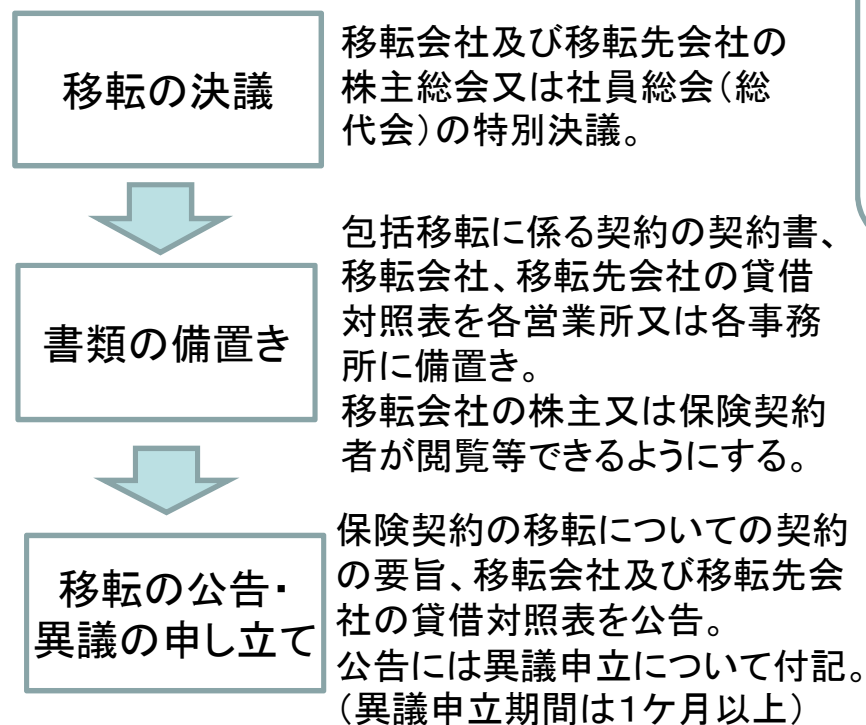 移転の決議
移転会社及び移転先会社の
株主総会又は社員総会(総
代会)の特別決議。
書類の備置き
包括移転に係る契約の契約書、
移転会社、移転先会社の貸借
対照表を各営業所又は各事務
所に備置き。
移転会社の株主又は保険契約
者が閲覧等できるようにする。
移転の公告・
異議の申し立て
保険契約の移転についての契約
の要旨、移転会社及び移転先会
社の貸借対照表を公告。
公告には異議申立について付記。
(異議申立期間は1ケ月以上)